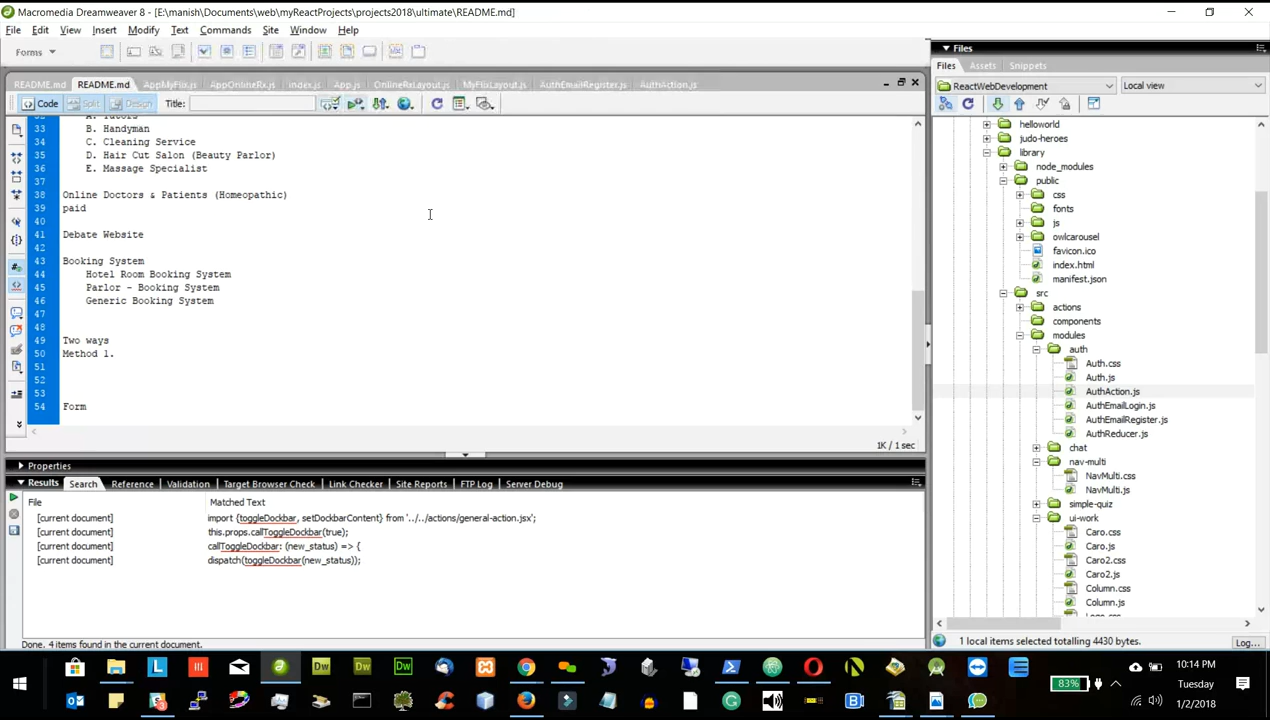 Macromedia Dreamweaver 8 - [E:\manish\Documents\web\myReactProjects\projects2018\ultimate\README.md]
File Edit View Insert Modify Text Commands Site Window Help
Forms
README.md README.md AppMyFlix.js AppOnlineRx.js index.js App.js OnlineRxLayout.js MyFlixLayout.js AuthEmailRegister.js AuthAction.js
Code Split Design Title:
32 A. Tutors
33 B. Handyman
34 C. Cleaning Service
35 D. Hair Cut Salon (Beauty Parlor)
36 E. Massage Specialist
37
38 Online Doctors & Patients (Homeopathic)
39 paid
40
41 Debate Website
42
43 Booking System
44 Hotel Room Booking System
45 Parlor - Booking System
46 Generic Booking System
47
48
49 Two ways
50 Method 1.
51
52
53
54 Form
1K / 1 sec
Properties
Results Search Reference Validation Target Browser Check Link Checker Site Reports FTP Log Server Debug
File Matched Text
[current document] import {toggleDockbar, setDockbarContent} from '../../actions/general-action.jsx';
[current document] this.props.callToggleDockbar(true);
[current document] callToggleDockbar: (new_status) => {
[current document] dispatch(toggleDockbar(new_status));
Done. 4 items found in the current document.
Files
Files Assets Snippets
ReactWebDevelopment Local view
helloworld
judo-heroes
library
node_modules
public
css
fonts
js
owlcarousel
favicon.ico
index.html
manifest.json
src
actions
components
modules
auth
Auth.css
Auth.js
AuthAction.js
AuthEmailLogin.js
AuthEmailRegister.js
AuthReducer.js
chat
nav-multi
NavMulti.css
NavMulti.js
simple-quiz
ui-work
Caro.css
Caro.js
Caro2.css
Caro2.js
Column.css
Column.js
1 local items selected totalling 4430 bytes. Log...
83%
10:14 PM
Tuesday
1/2/2018